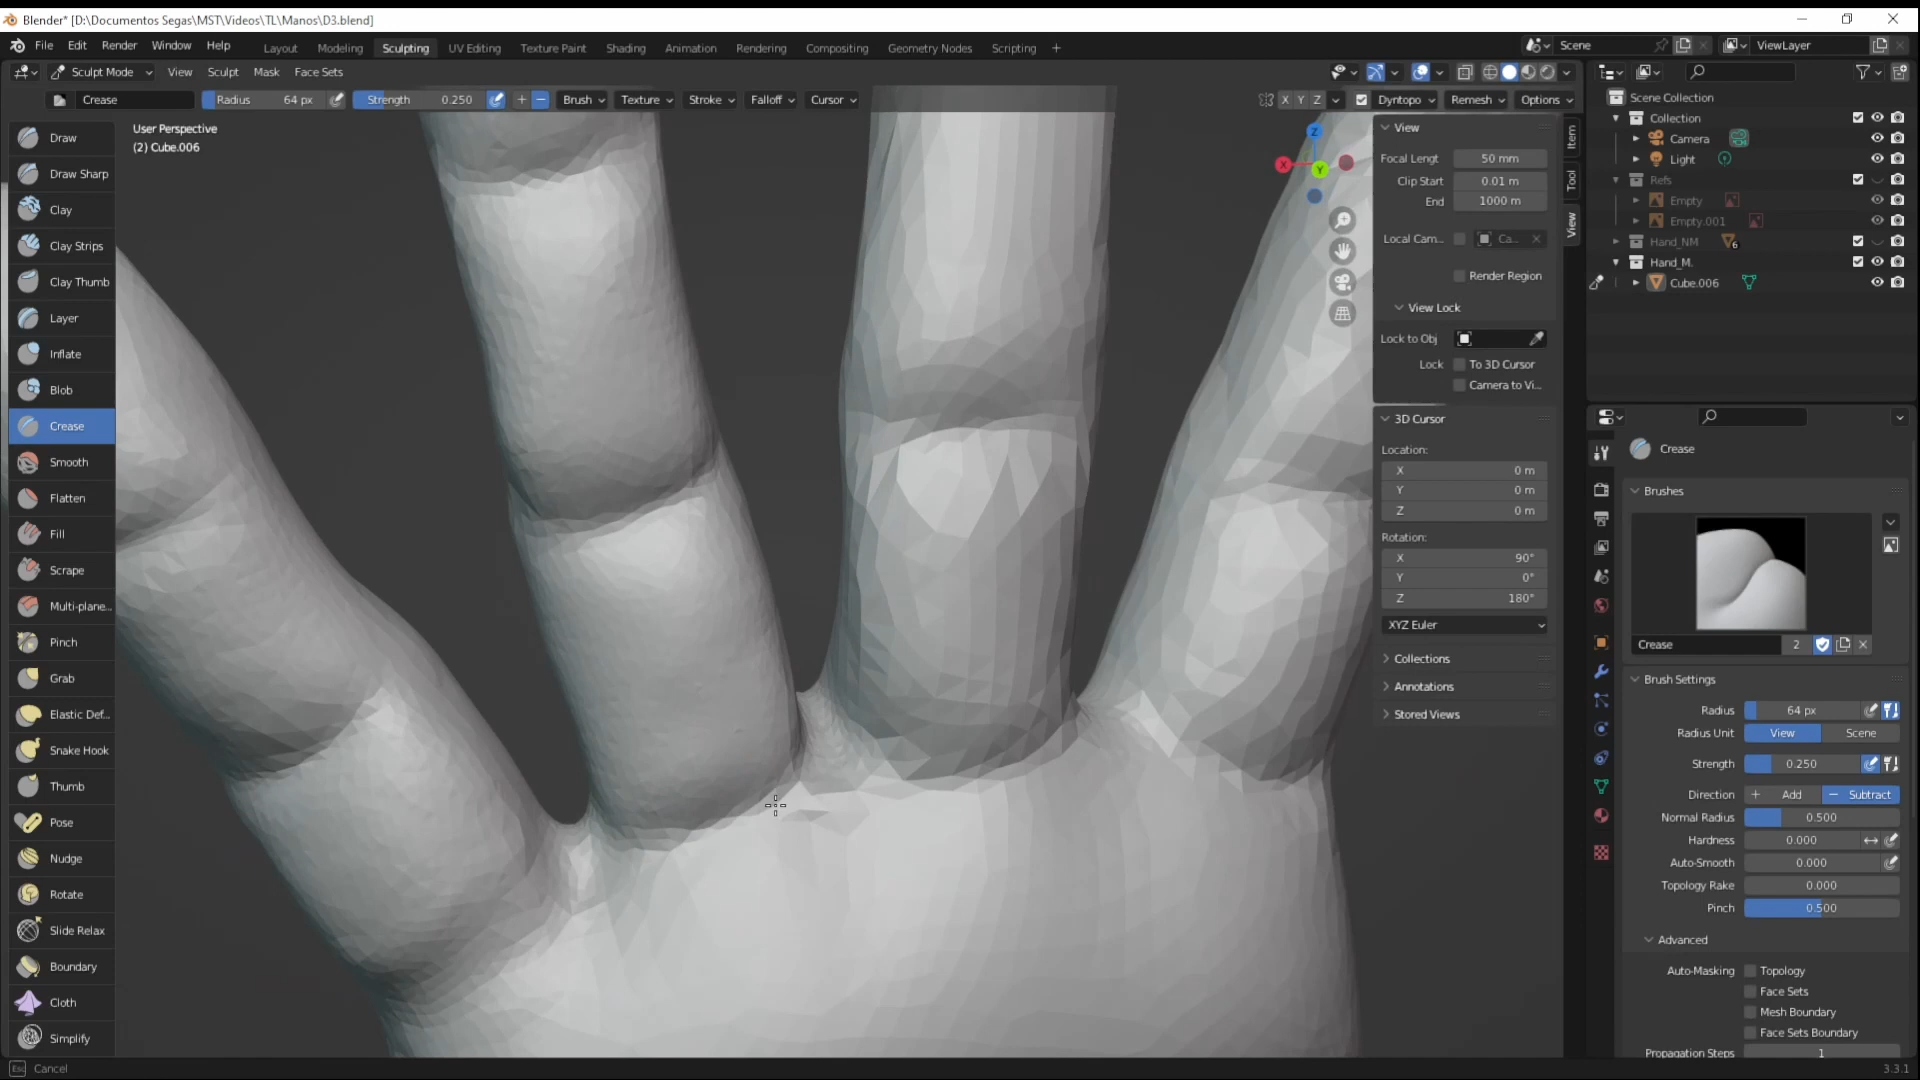 Blender* [D:\Documentos Segas\MST\Videos\TL\Manos\D3.blend]
File Edit Render Window Help Layout Modeling Sculpting UV Editing Texture Paint Shading Animation Rendering Compositing Geometry Nodes Scripting + Scene ViewLayer
Sculpt Mode View Sculpt Mask Face Sets
Crease Radius 64 px Strength 0.250 Brush Texture Stroke Falloff Cursor X Y Z Dyntopo Remesh Options
User Perspective
(2) Cube.006
Draw
Draw Sharp
Clay
Clay Strips
Clay Thumb
Layer
Inflate
Blob
Crease
Smooth
Flatten
Fill
Scrape
Multi-plane...
Pinch
Grab
Elastic Def...
Snake Hook
Thumb
Pose
Nudge
Rotate
Slide Relax
Boundary
Cloth
Simplify
Z
X
Y
View
Focal Lengt 50 mm
Clip Start 0.01 m
End 1000 m
Local Cam... Ca...
Render Region
View Lock
Lock to Obj
Lock To 3D Cursor
Camera to Vi...
3D Cursor
Location:
X 0 m
Y 0 m
Z 0 m
Rotation:
X 90°
Y 0°
Z 180°
XYZ Euler
Collections
Annotations
Stored Views
Item
Tool
View
Scene Collection
Collection
Camera
Light
Refs
Empty
Empty.001
Hand_NM 6
Hand_M.
Cube.006
Crease
Brushes
Crease 2
Brush Settings
Radius 64 px
Radius Unit View Scene
Strength 0.250
Direction + Add − Subtract
Normal Radius 0.500
Hardness 0.000
Auto-Smooth 0.000
Topology Rake 0.000
Pinch 0.500
Advanced
Auto-Masking Topology
Face Sets
Mesh Boundary
Face Sets Boundary
Propagation Steps 1
Esc Cancel
3.3.1